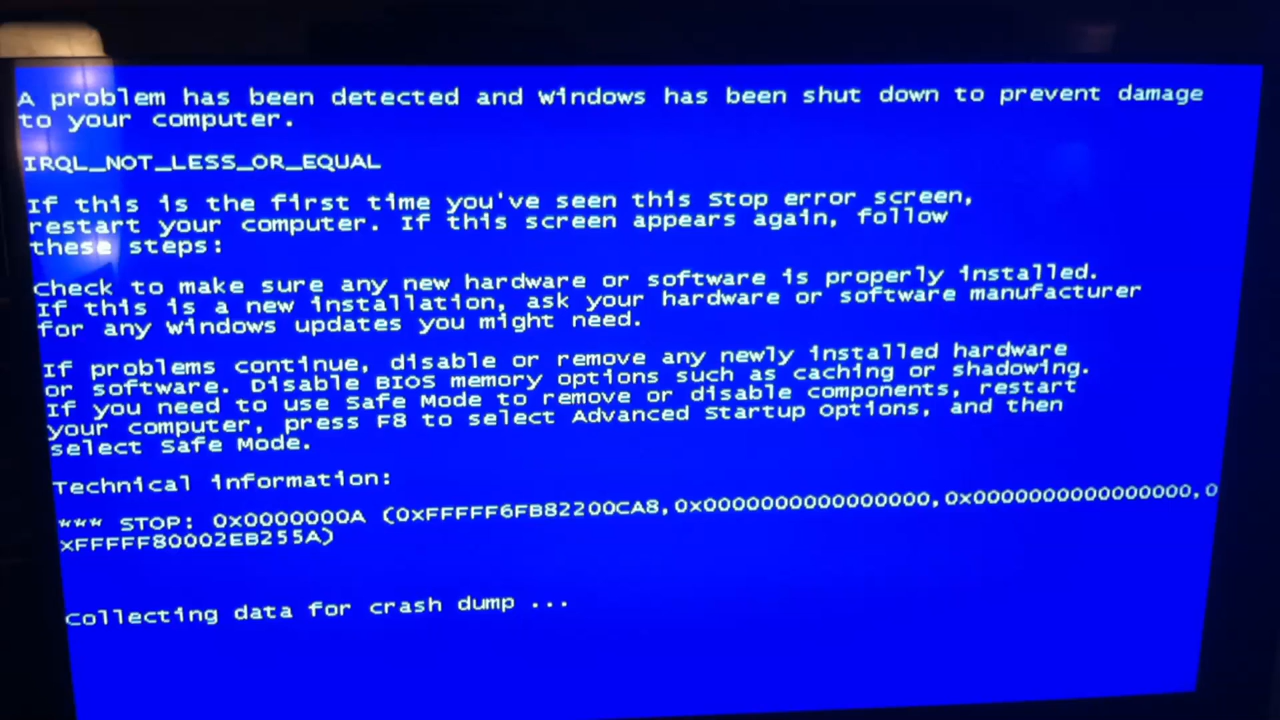 A problem has been detected and Windows has been shut down to prevent damage
to your computer.
IRQL_NOT_LESS_OR_EQUAL
If this is the first time you've seen this Stop error screen,
restart your computer. If this screen appears again, follow
these steps:
Check to make sure any new hardware or software is properly installed.
If this is a new installation, ask your hardware or software manufacturer
for any Windows updates you might need.
If problems continue, disable or remove any newly installed hardware
or software. Disable BIOS memory options such as caching or shadowing.
If you need to use Safe Mode to remove or disable components, restart
your computer, press F8 to select Advanced Startup Options, and then
select Safe Mode.
Technical information:
*** STOP: 0x0000000A (0xFFFFF6FB82200CA8,0x0000000000000000,0x0000000000000000,0
xFFFFF80002EB255A)
Collecting data for crash dump ...